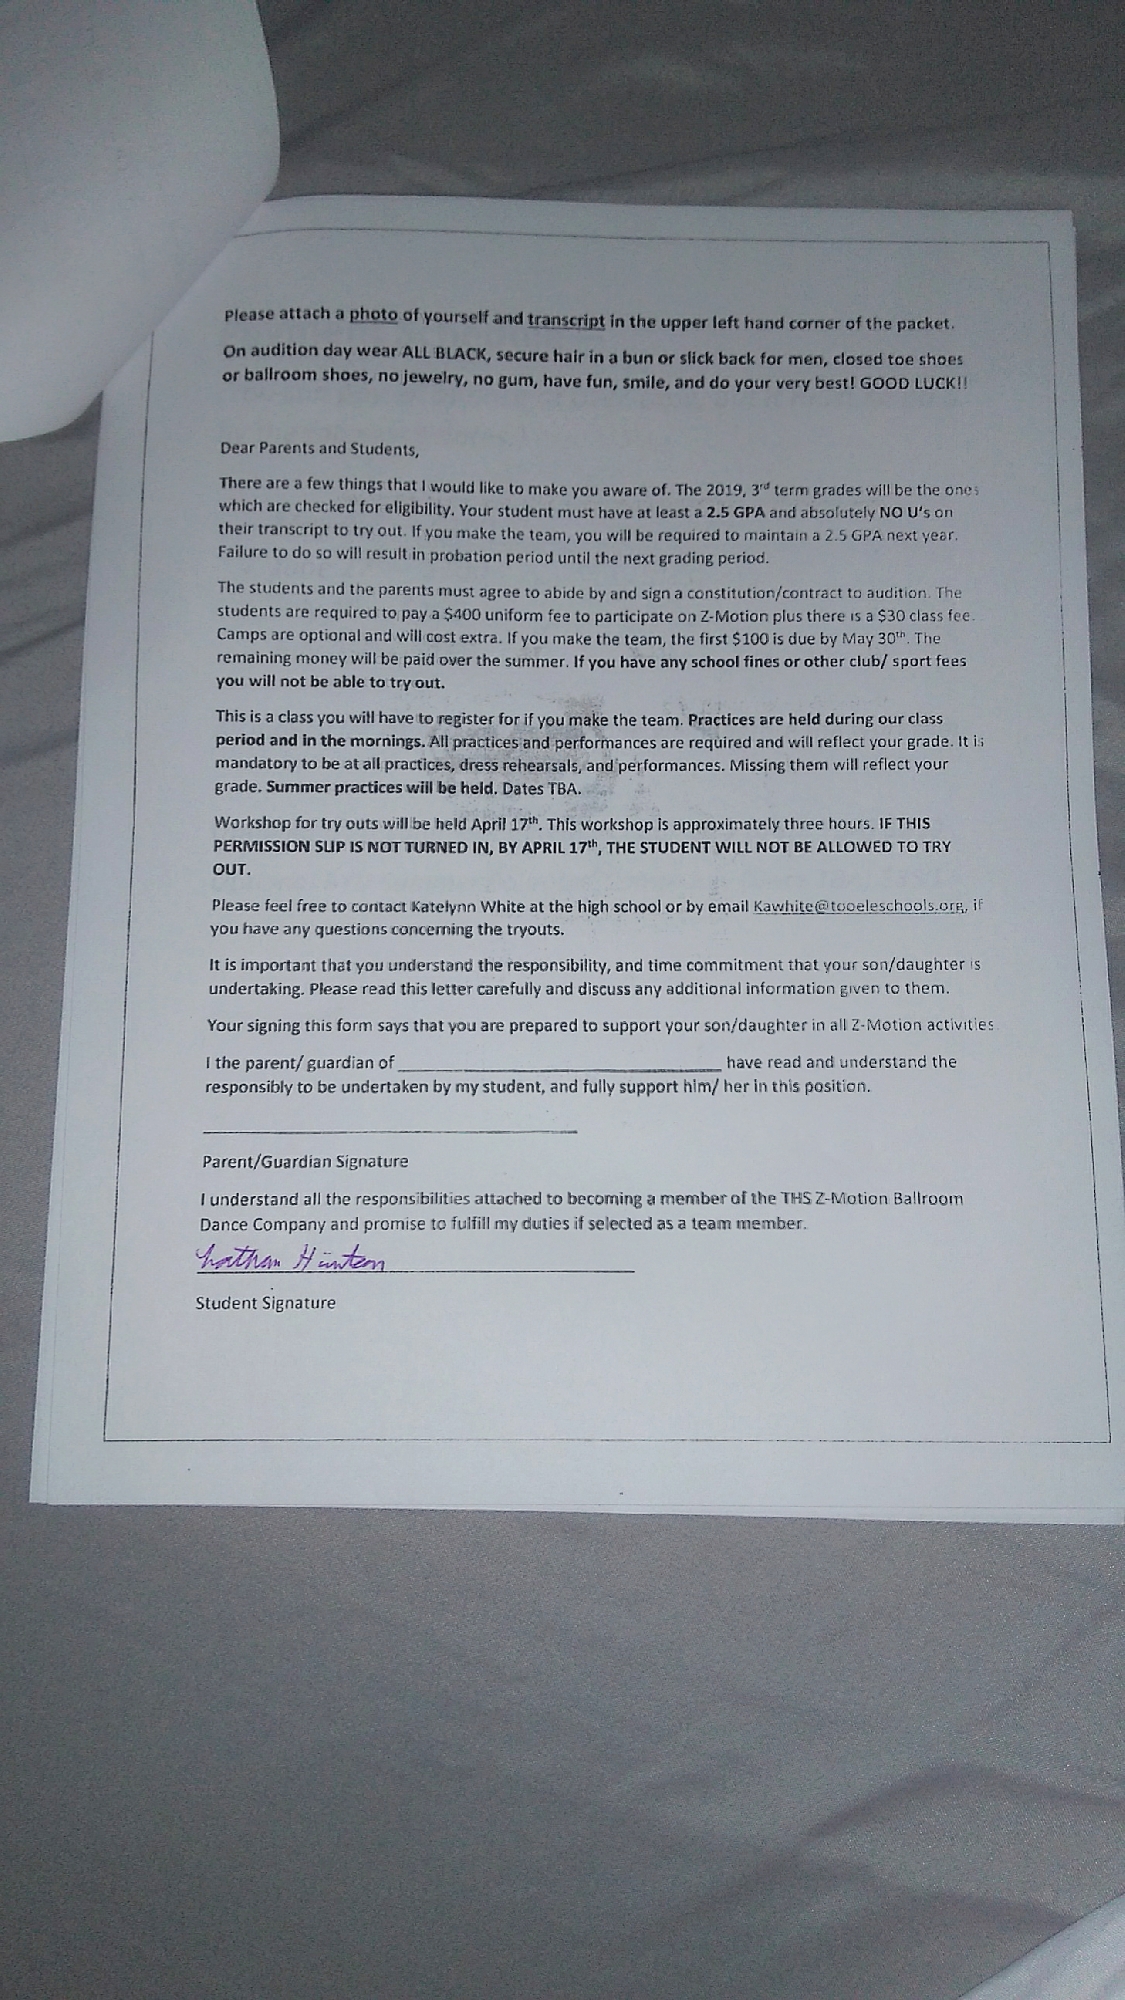 Please attach a photo of yourself and transcript in the upper left hand corner of the packet.
On audition day wear ALL BLACK, secure hair in a bun or slick back for men, closed toe shoes
or ballroom shoes, no jewelry, no gum, have fun, smile, and do your very best! GOOD LUCK!!
Dear Parents and Students,
There are a few things that I would like to make you aware of. The 2019, 3rd term grades will be the ones
which are checked for eligibility. Your student must have at least a 2.5 GPA and absolutely NO U's on
their transcript to try out. If you make the team, you will be required to maintain a 2.5 GPA next year.
Failure to do so will result in probation period until the next grading period.
The students and the parents must agree to abide by and sign a constitution/contract to audition. The
students are required to pay a $400 uniform fee to participate on Z-Motion plus there is a $30 class fee.
Camps are optional and will cost extra. If you make the team, the first $100 is due by May 30th. The
remaining money will be paid over the summer. If you have any school fines or other club/ sport fees
you will not be able to try out.
This is a class you will have to register for if you make the team. Practices are held during our class
period and in the mornings. All practices and performances are required and will reflect your grade. It is
mandatory to be at all practices, dress rehearsals, and performances. Missing them will reflect your
grade. Summer practices will be held. Dates TBA.
Workshop for try outs will be held April 17th. This workshop is approximately three hours. IF THIS
PERMISSION SLIP IS NOT TURNED IN, BY APRIL 17th, THE STUDENT WILL NOT BE ALLOWED TO TRY
OUT.
Please feel free to contact Katelynn White at the high school or by email Kawhite@tooeleschools.org, if
you have any questions concerning the tryouts.
It is important that you understand the responsibility, and time commitment that your son/daughter is
undertaking. Please read this letter carefully and discuss any additional information given to them.
Your signing this form says that you are prepared to support your son/daughter in all Z-Motion activities
I the parent/ guardian of ______________________________ have read and understand the
responsibly to be undertaken by my student, and fully support him/ her in this position.
Parent/Guardian Signature
I understand all the responsibilities attached to becoming a member of the THS Z-Motion Ballroom
Dance Company and promise to fulfill my duties if selected as a team member.
Nathan Hunten
Student Signature